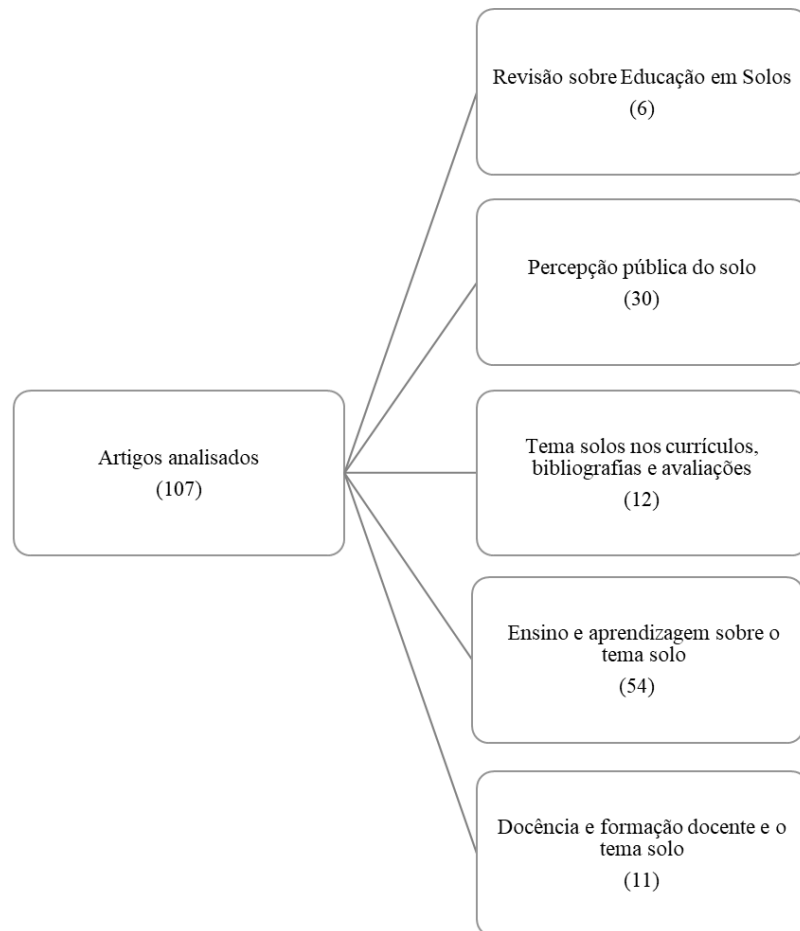 Revisão sobre Educação em Solos
(6)
Percepção pública do solo
(30)
Artigos analisados
(107)
Tema solos nos currículos,
bibliografias e avaliações
(12)
Ensino e aprendizagem sobre o
tema solo
(54)
Docência e formação docente e o
tema solo
(11)